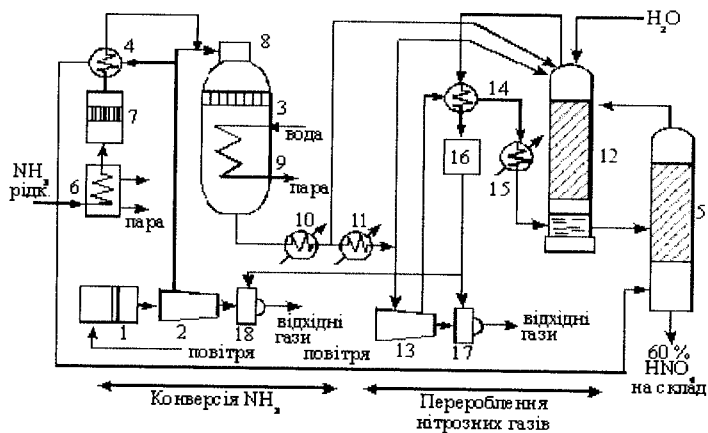 H₂O
4
8
14
3
7
вода
16
12
NH₃
рідк.
6
9
пара
15
5
пара
10
11
1
2
18
відхідні
гази
13
17
відхідні
гази
повітря
повітря
60 %
HNO₃
на склад
Конверсія NH₃
Перероблення
нітрозних газів